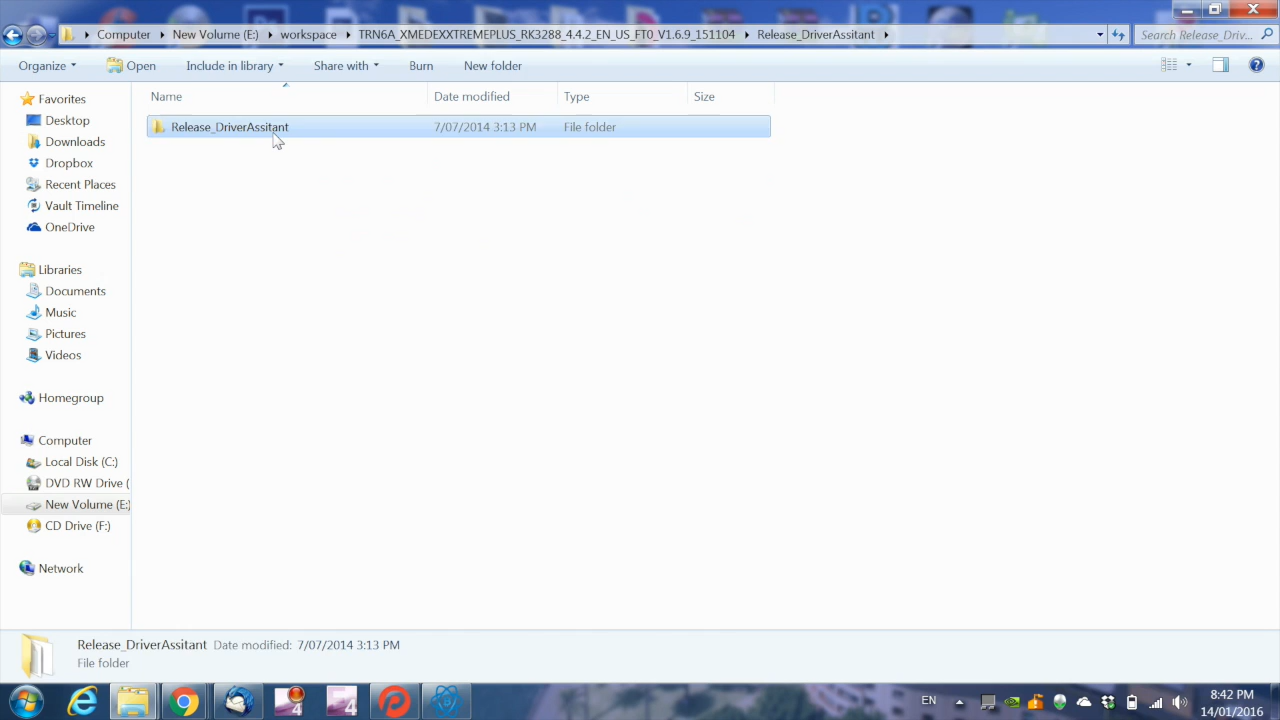 Computer New Volume (E:) workspace TRN6A_XMEDEXXTREMEPLUS_RK3288_4.4.2_EN_US_FT0_V1.6.9_151104 Release_DriverAssitant
Search Release_Driv...
Organize Open Include in library Share with Burn New folder
Name Date modified Type Size
Release_DriverAssitant 7/07/2014 3:13 PM File folder
Favorites
Desktop
Downloads
Dropbox
Recent Places
Vault Timeline
OneDrive
Libraries
Documents
Music
Pictures
Videos
Homegroup
Computer
Local Disk (C:)
DVD RW Drive (
New Volume (E:)
CD Drive (F:)
Network
Release_DriverAssitant Date modified: 7/07/2014 3:13 PM
File folder
4
4
EN
8:42 PM
14/01/2016